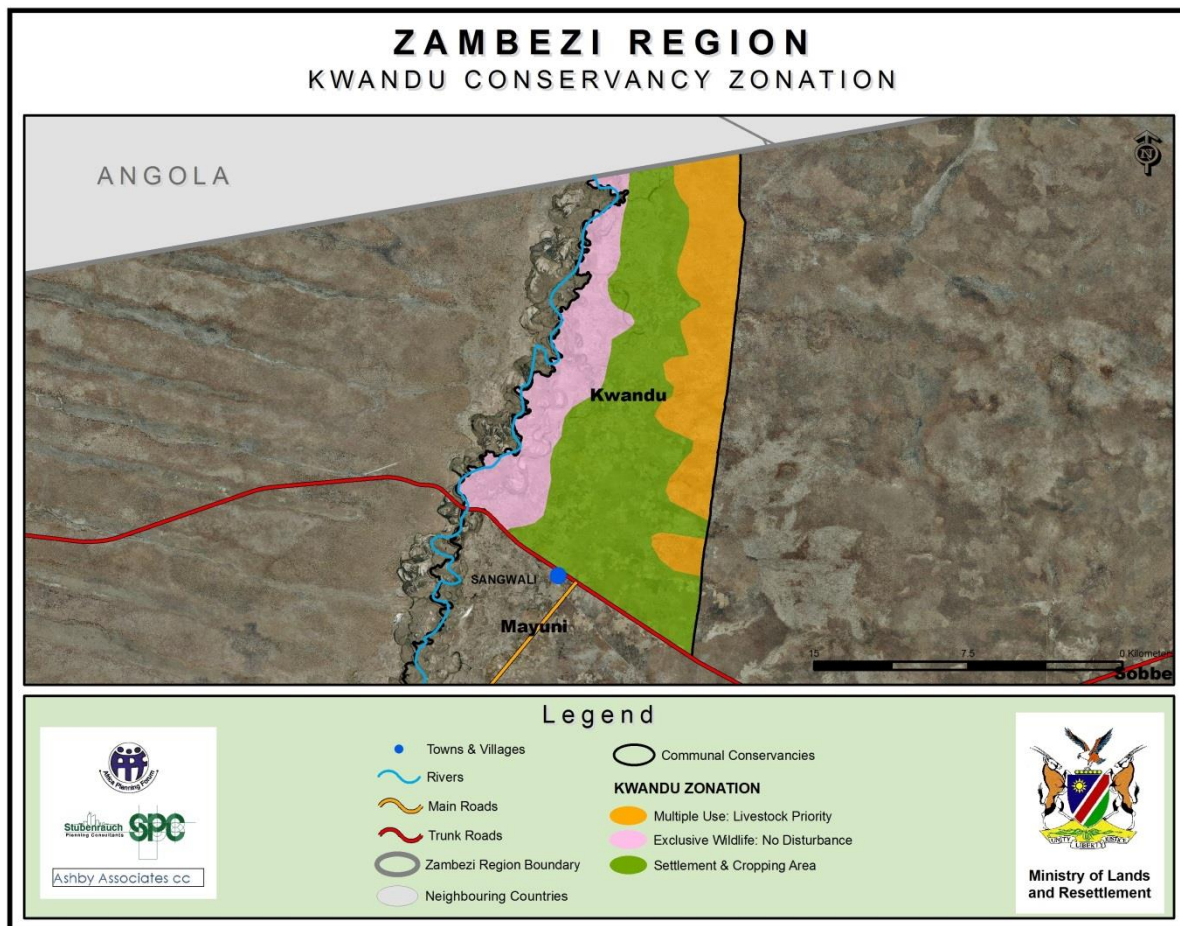 ZAMBEZI REGION
KWANDU CONSERVANCY ZONATION
ANGOLA
N
Kwandu
SANGWALI
Mayuni
15
7.5
0 Kilometers
Sobbe
Legend
Africa Planning Forum
Stubenrauch
Planning Consultants
SPC
Ashby Associates cc
Towns & Villages
Rivers
Main Roads
Trunk Roads
Zambezi Region Boundary
Neighbouring Countries
Communal Conservancies
KWANDU ZONATION
Multiple Use: Livestock Priority
Exclusive Wildlife: No Disturbance
Settlement & Cropping Area
UNITY LIBERTY JUSTICE
Ministry of Lands
and Resettlement